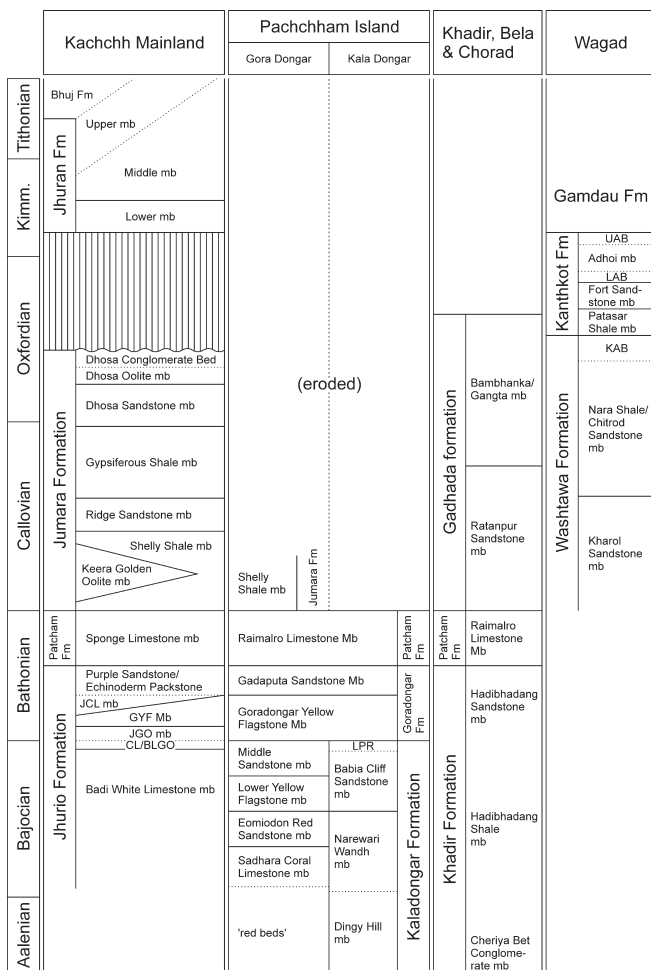 Kachchh Mainland
Pachchham Island
Gora Dongar
Kala Dongar
Khadir, Bela
& Chorad
Wagad
Tithonian
Kimm.
Oxfordian
Callovian
Bathonian
Bajocian
Aalenian
Bhuj Fm
Jhuran Fm
Upper mb
Middle mb
Lower mb
Jumara Formation
Dhosa Conglomerate Bed
Dhosa Oolite mb
Dhosa Sandstone mb
Gypsiferous Shale mb
Ridge Sandstone mb
Shelly Shale mb
Keera Golden
Oolite mb
Patcham
Fm
Sponge Limestone mb
Jhurio Formation
Purple Sandstone/
Echinoderm Packstone
JCL mb
GYF Mb
JGO mb
CL/BLGO
Badi White Limestone mb
(eroded)
Shelly
Shale mb
Jumara Fm
Raimalro Limestone Mb
Patcham
Fm
Gadaputa Sandstone Mb
Goradongar Yellow
Flagstone Mb
Goradongar
Fm
Middle
Sandstone mb
Lower Yellow
Flagstone mb
Eomiodon Red
Sandstone mb
Sadhara Coral
Limestone mb
'red beds'
LPR
Babia Cliff
Sandstone
mb
Narewari
Wandh
mb
Dingy Hill
mb
Kaladongar Formation
Gadhada formation
Bambhanka/
Gangta mb
Ratanpur
Sandstone
mb
Patcham
Fm
Raimalro
Limestone
Mb
Khadir Formation
Hadibhadang
Sandstone
mb
Hadibhadang
Shale
mb
Cheriya Bet
Conglome-
rate mb
Gamdau Fm
Kanthkot Fm
UAB
Adhoi mb
LAB
Fort Sand-
stone mb
Patasar
Shale mb
Washtawa Formation
KAB
Nara Shale/
Chitrod
Sandstone
mb
Kharol
Sandstone
mb